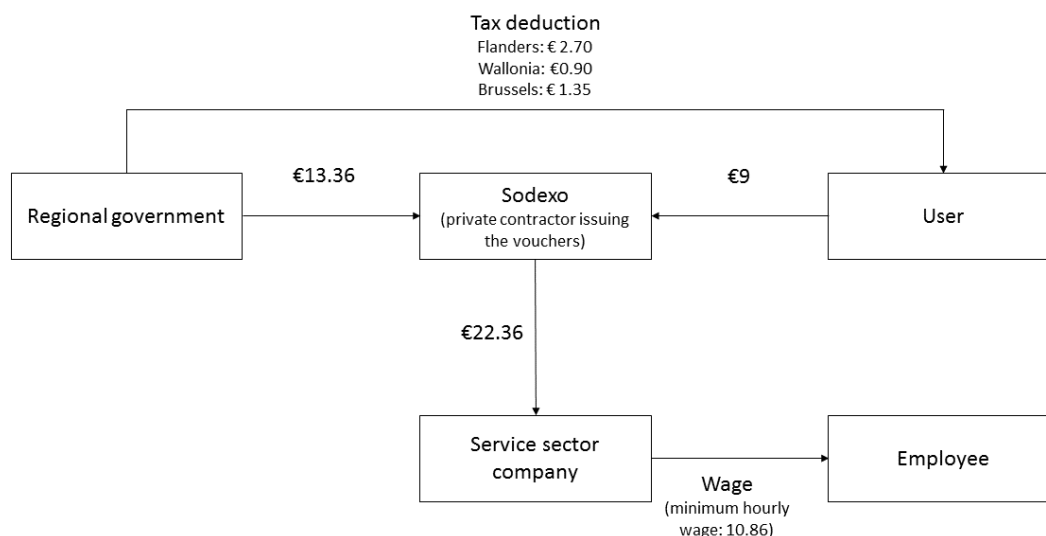 Tax deduction
Flanders: € 2.70
Wallonia: €0.90
Brussels: € 1.35
€13.36
€9
Regional government
Sodexo
(private contractor issuing
the vouchers)
User
€22.36
Service sector
company
Employee
Wage
(minimum hourly
wage: 10.86)